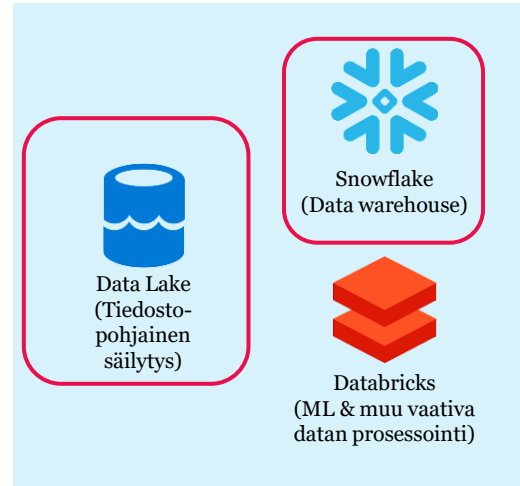 Snowflake
(Data warehouse)
Data Lake
(Tiedosto-
pohjainen
säilytys)
Databricks
(ML & muu vaativa
datan prosessointi)